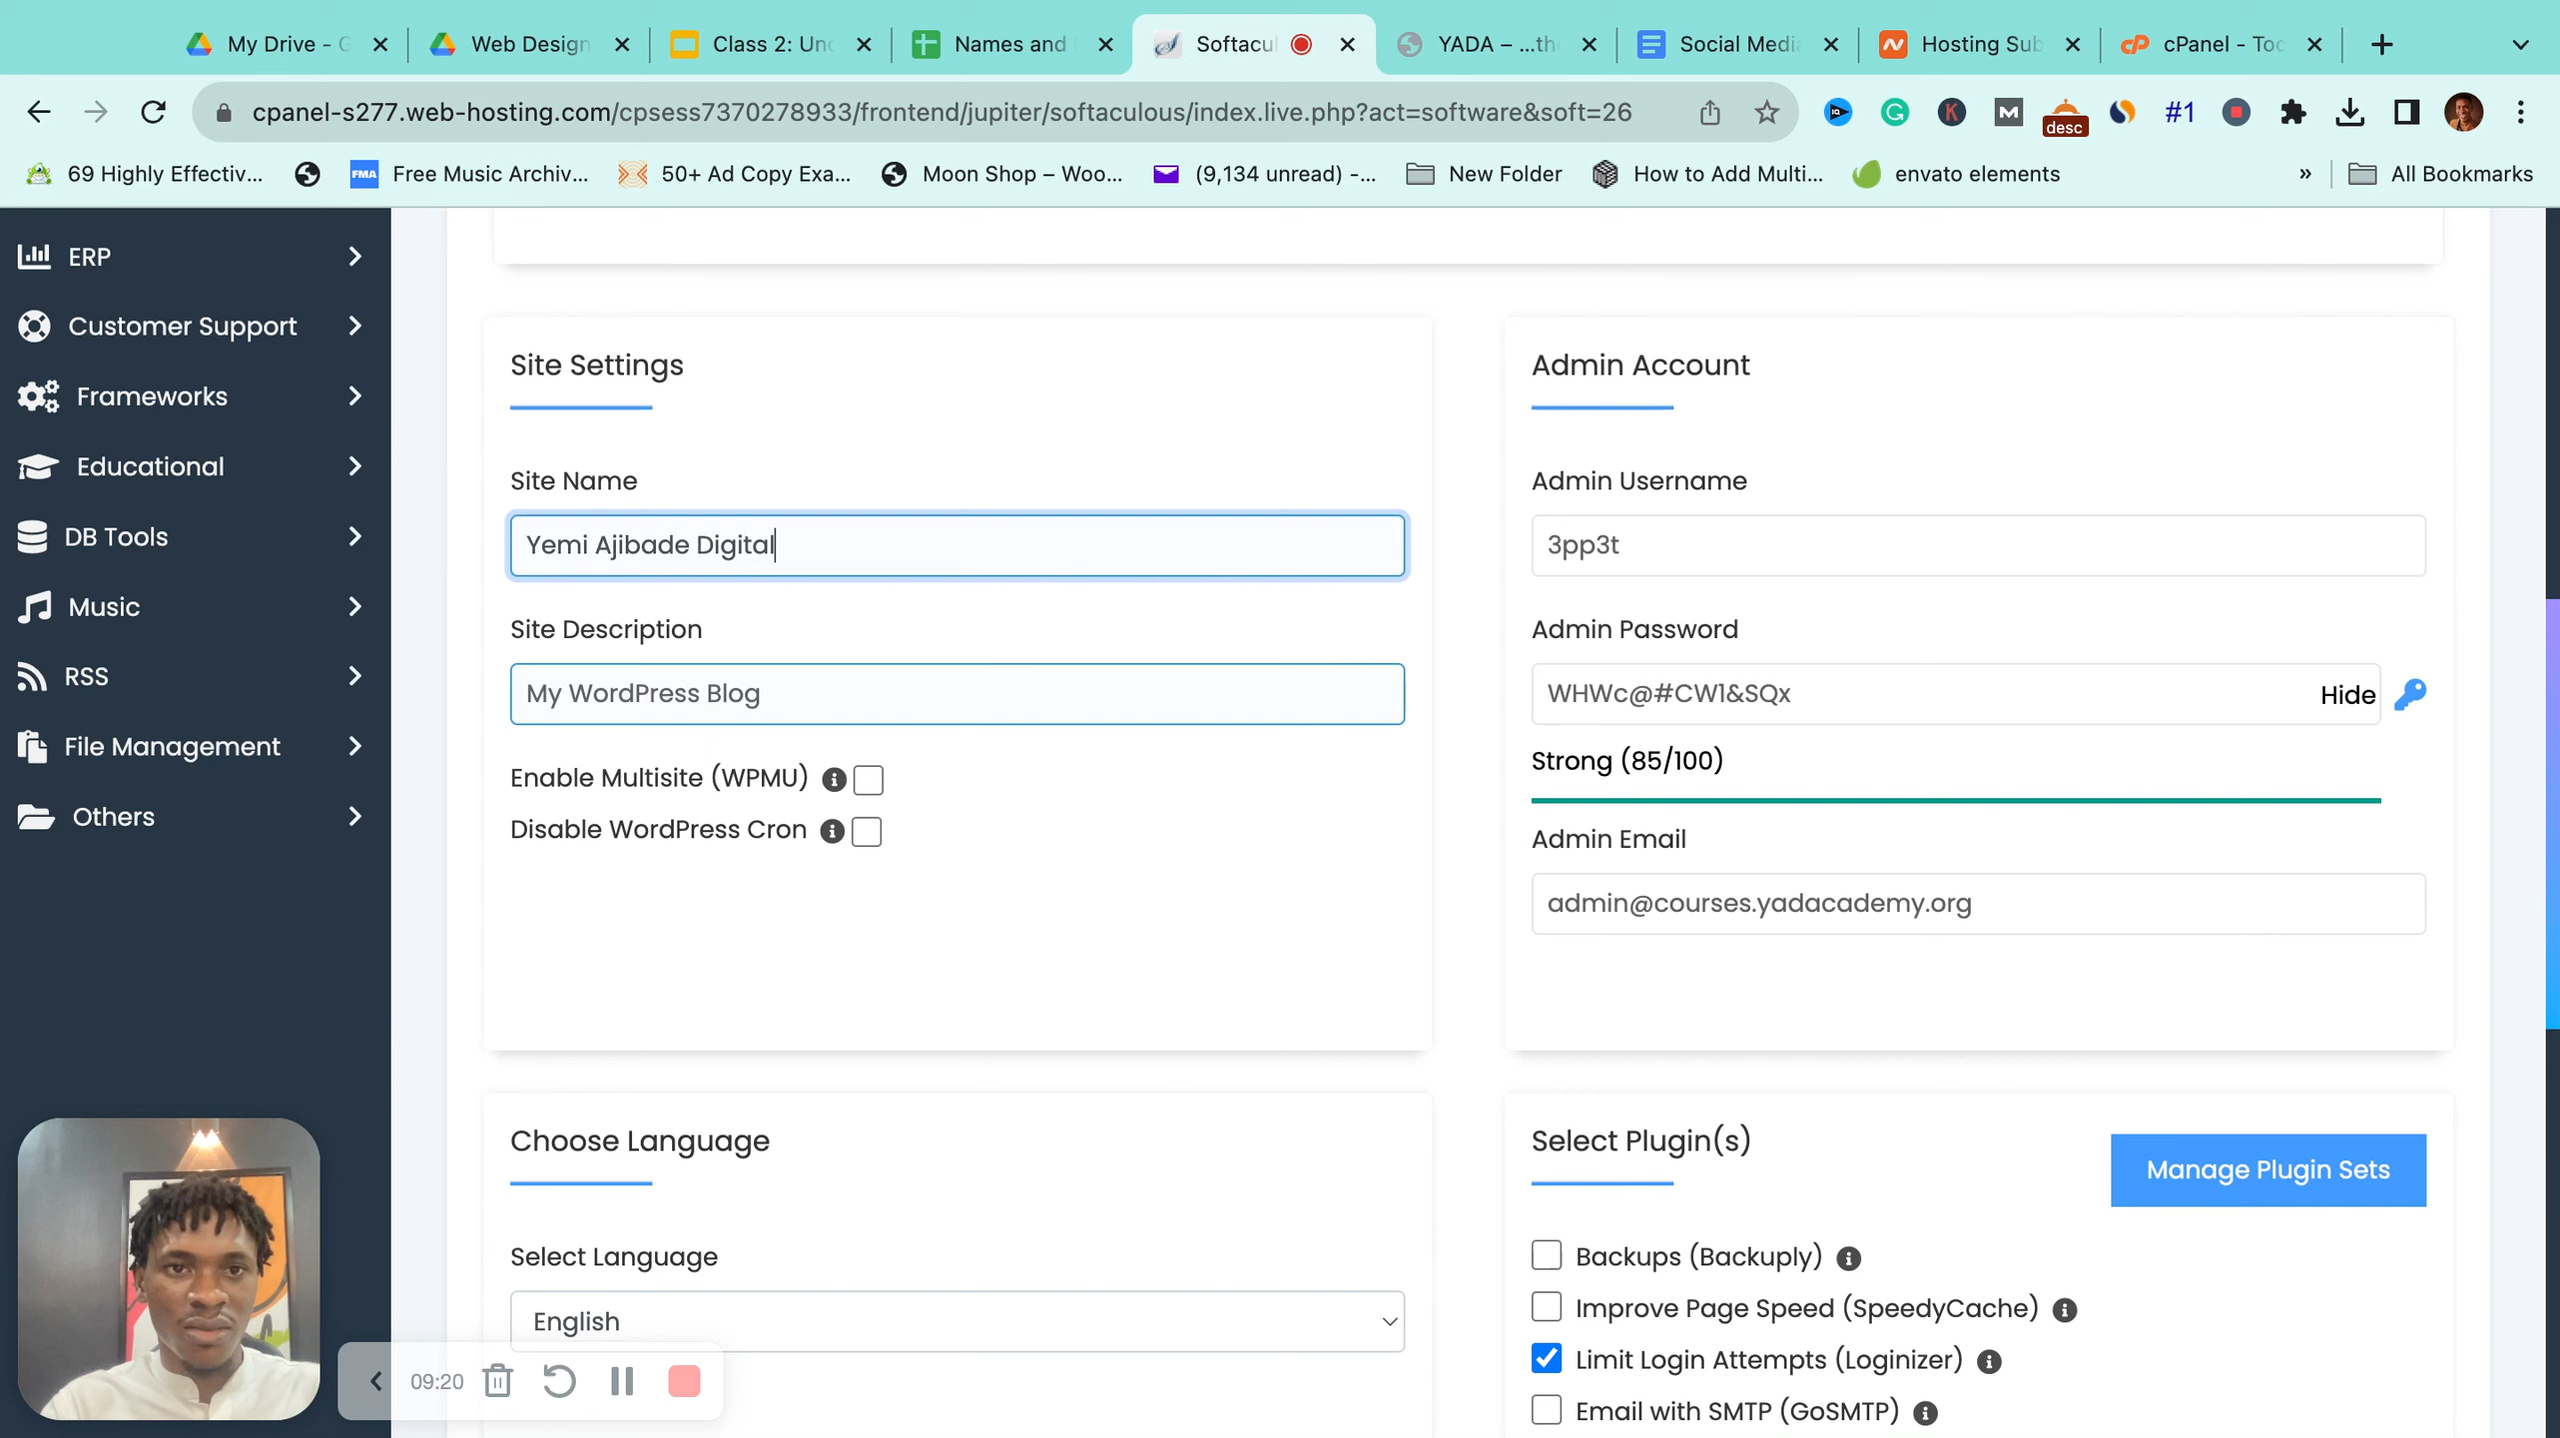 My Drive - G
Web Design
Class 2: Und
Names and
Softacul
YADA – ...th
Social Medi
Hosting Sub
cPanel - Too
cpanel-s277.web-hosting.com/cpsess7370278933/frontend/jupiter/softaculous/index.live.php?act=software&soft=26
#1
desc
69 Highly Effectiv...
FMA
Free Music Archiv...
50+ Ad Copy Exa...
Moon Shop – Woo...
(9,134 unread) -...
New Folder
How to Add Multi...
envato elements
»
All Bookmarks
ERP
Customer Support
Frameworks
Educational
DB Tools
Music
RSS
File Management
Others
Site Settings
Site Name
Yemi Ajibade Digital
Site Description
My WordPress Blog
Enable Multisite (WPMU)
Disable WordPress Cron
Admin Account
Admin Username
3pp3t
Admin Password
WHWc@#CW1&SQx
Hide
Strong (85/100)
Admin Email
admin@courses.yadacademy.org
Choose Language
Select Language
English
Select Plugin(s)
Manage Plugin Sets
Backups (Backuply)
Improve Page Speed (SpeedyCache)
Limit Login Attempts (Loginizer)
Email with SMTP (GoSMTP)
09:20